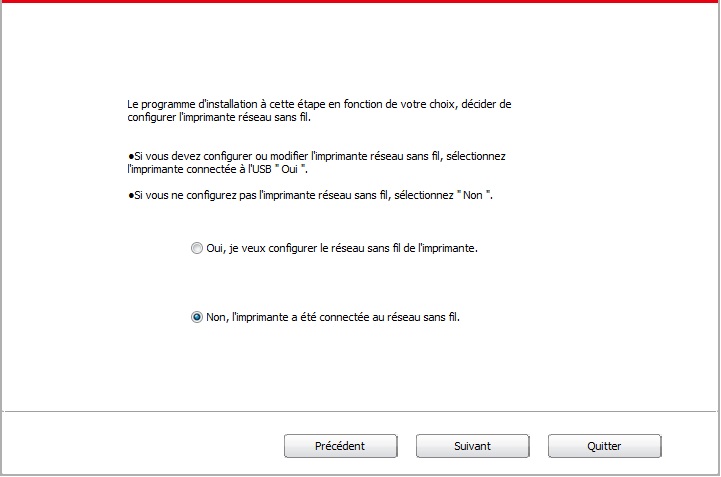 Le programme d'installation à cette étape en fonction de votre choix, décider de
configurer l'imprimante réseau sans fil.
●Si vous devez configurer ou modifier l'imprimante réseau sans fil, sélectionnez
l'imprimante connectée à l'USB " Oui ".
●Si vous ne configurez pas l'imprimante réseau sans fil, sélectionnez " Non ".
Oui, je veux configurer le réseau sans fil de l'imprimante.
Non, l'imprimante a été connectée au réseau sans fil.
Précédent
Suivant
Quitter